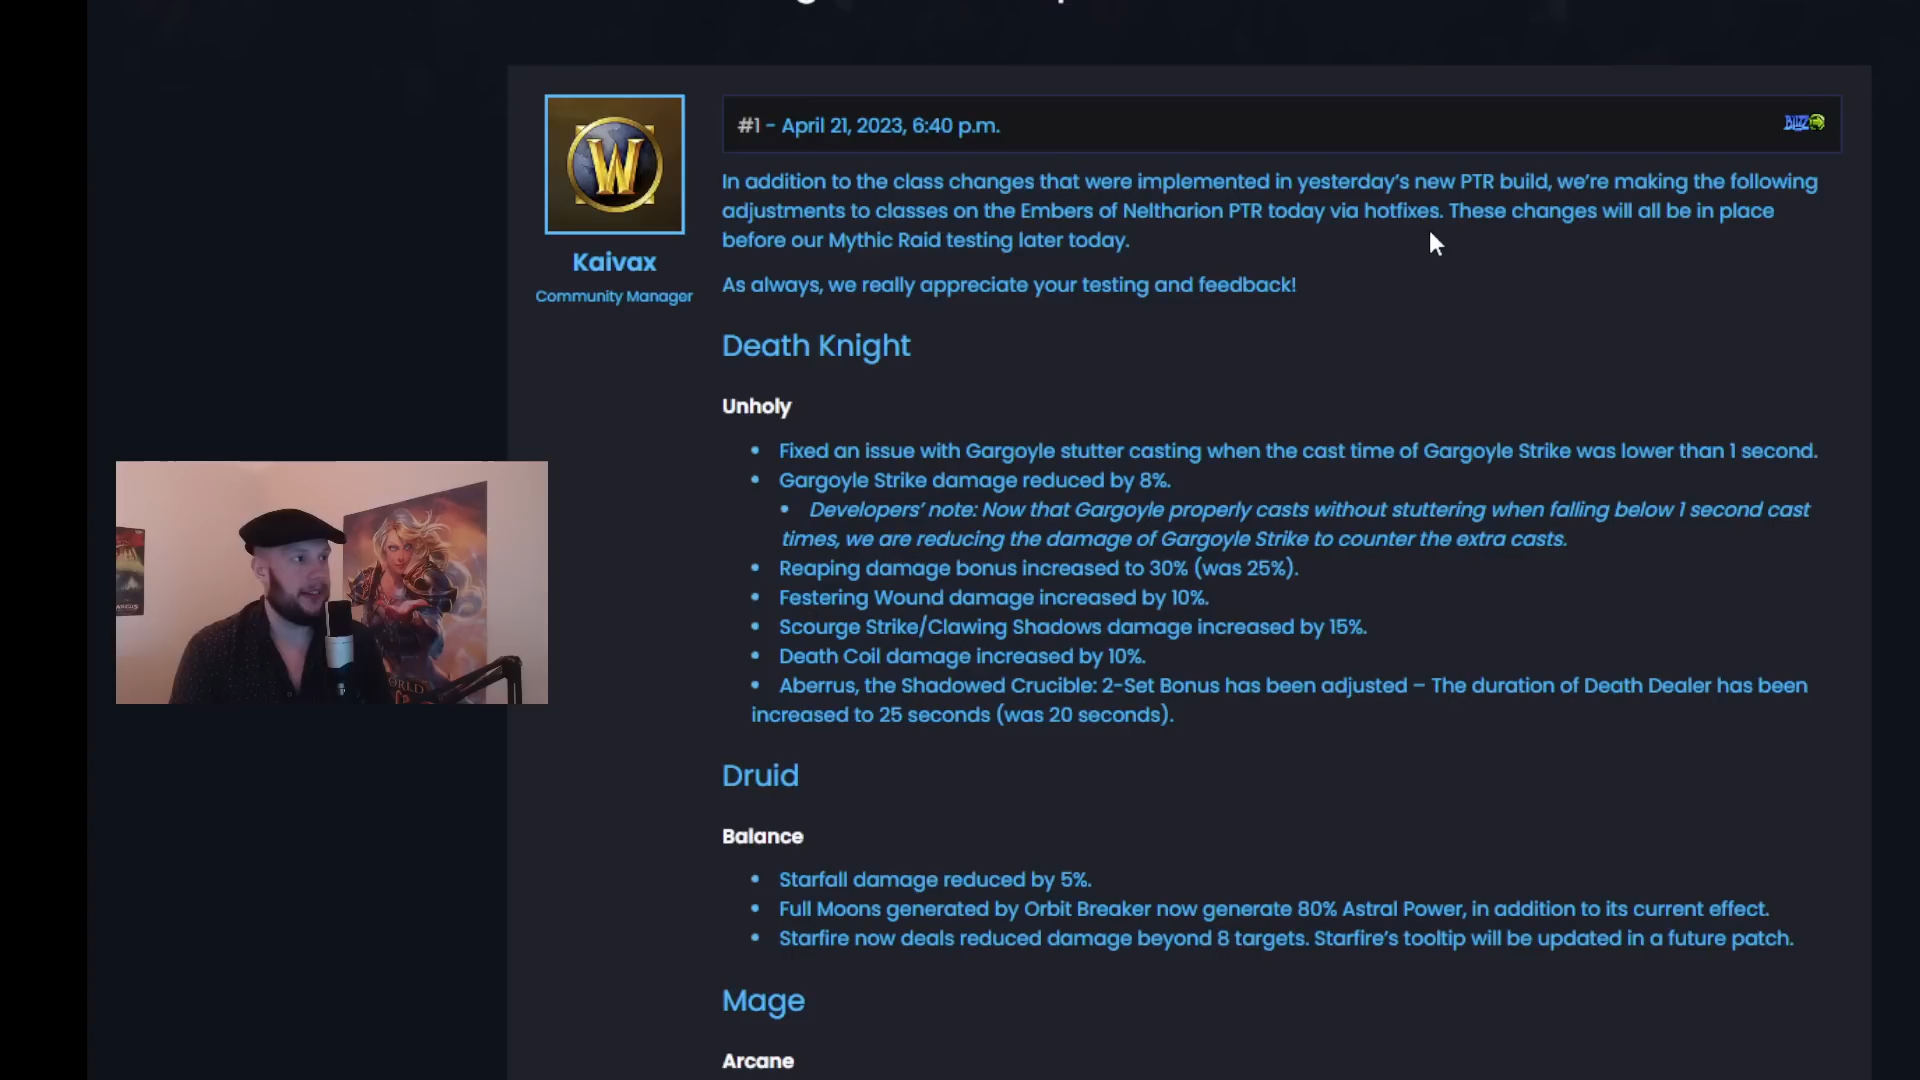 #1 - April 21, 2023, 6:40 p.m.
BLIZZ
In addition to the class changes that were implemented in yesterday's new PTR build, we're making the following
adjustments to classes on the Embers of Neltharion PTR today via hotfixes. These changes will all be in place
before our Mythic Raid testing later today.
Kaivax
Community Manager
As always, we really appreciate your testing and feedback!
Death Knight
Unholy
• Fixed an issue with Gargoyle stutter casting when the cast time of Gargoyle Strike was lower than 1 second.
• Gargoyle Strike damage reduced by 8%.
• Developers' note: Now that Gargoyle properly casts without stuttering when falling below 1 second cast
times, we are reducing the damage of Gargoyle Strike to counter the extra casts.
• Reaping damage bonus increased to 30% (was 25%).
• Festering Wound damage increased by 10%.
• Scourge Strike/Clawing Shadows damage increased by 15%.
• Death Coil damage increased by 10%.
• Aberrus, the Shadowed Crucible: 2-Set Bonus has been adjusted – The duration of Death Dealer has been
increased to 25 seconds (was 20 seconds).
Druid
Balance
• Starfall damage reduced by 5%.
• Full Moons generated by Orbit Breaker now generate 80% Astral Power, in addition to its current effect.
• Starfire now deals reduced damage beyond 8 targets. Starfire's tooltip will be updated in a future patch.
Mage
Arcane